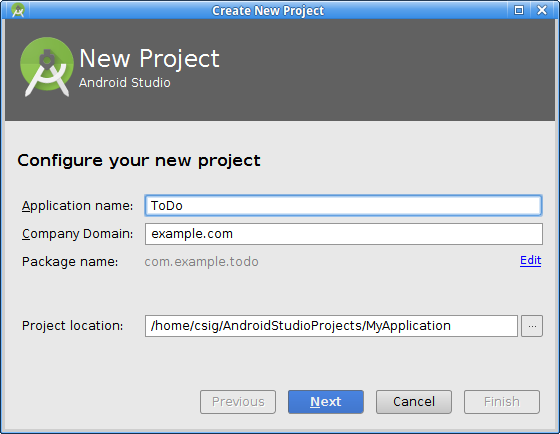 Create New Project
New Project
Android Studio
Configure your new project
Application name: ToDo
Company Domain: example.com
Package name: com.example.todo Edit
Project location: /home/csig/AndroidStudioProjects/MyApplication ...
Previous Next Cancel Finish